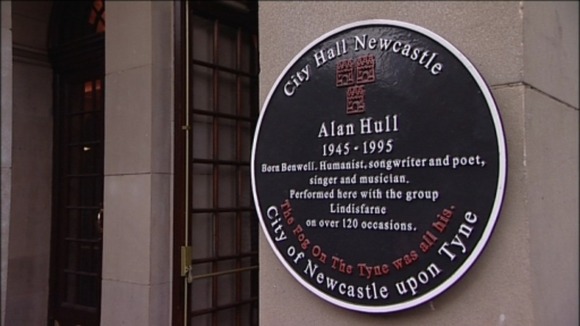 City Hall Newcastle
Alan Hull
1945 - 1995
Born Benwell. Humanist, songwriter and poet,
singer and musician.
Performed here with the group
Lindisfarne
on over 120 occasions.
The Fog On The Tyne was all his.
City of Newcastle upon Tyne